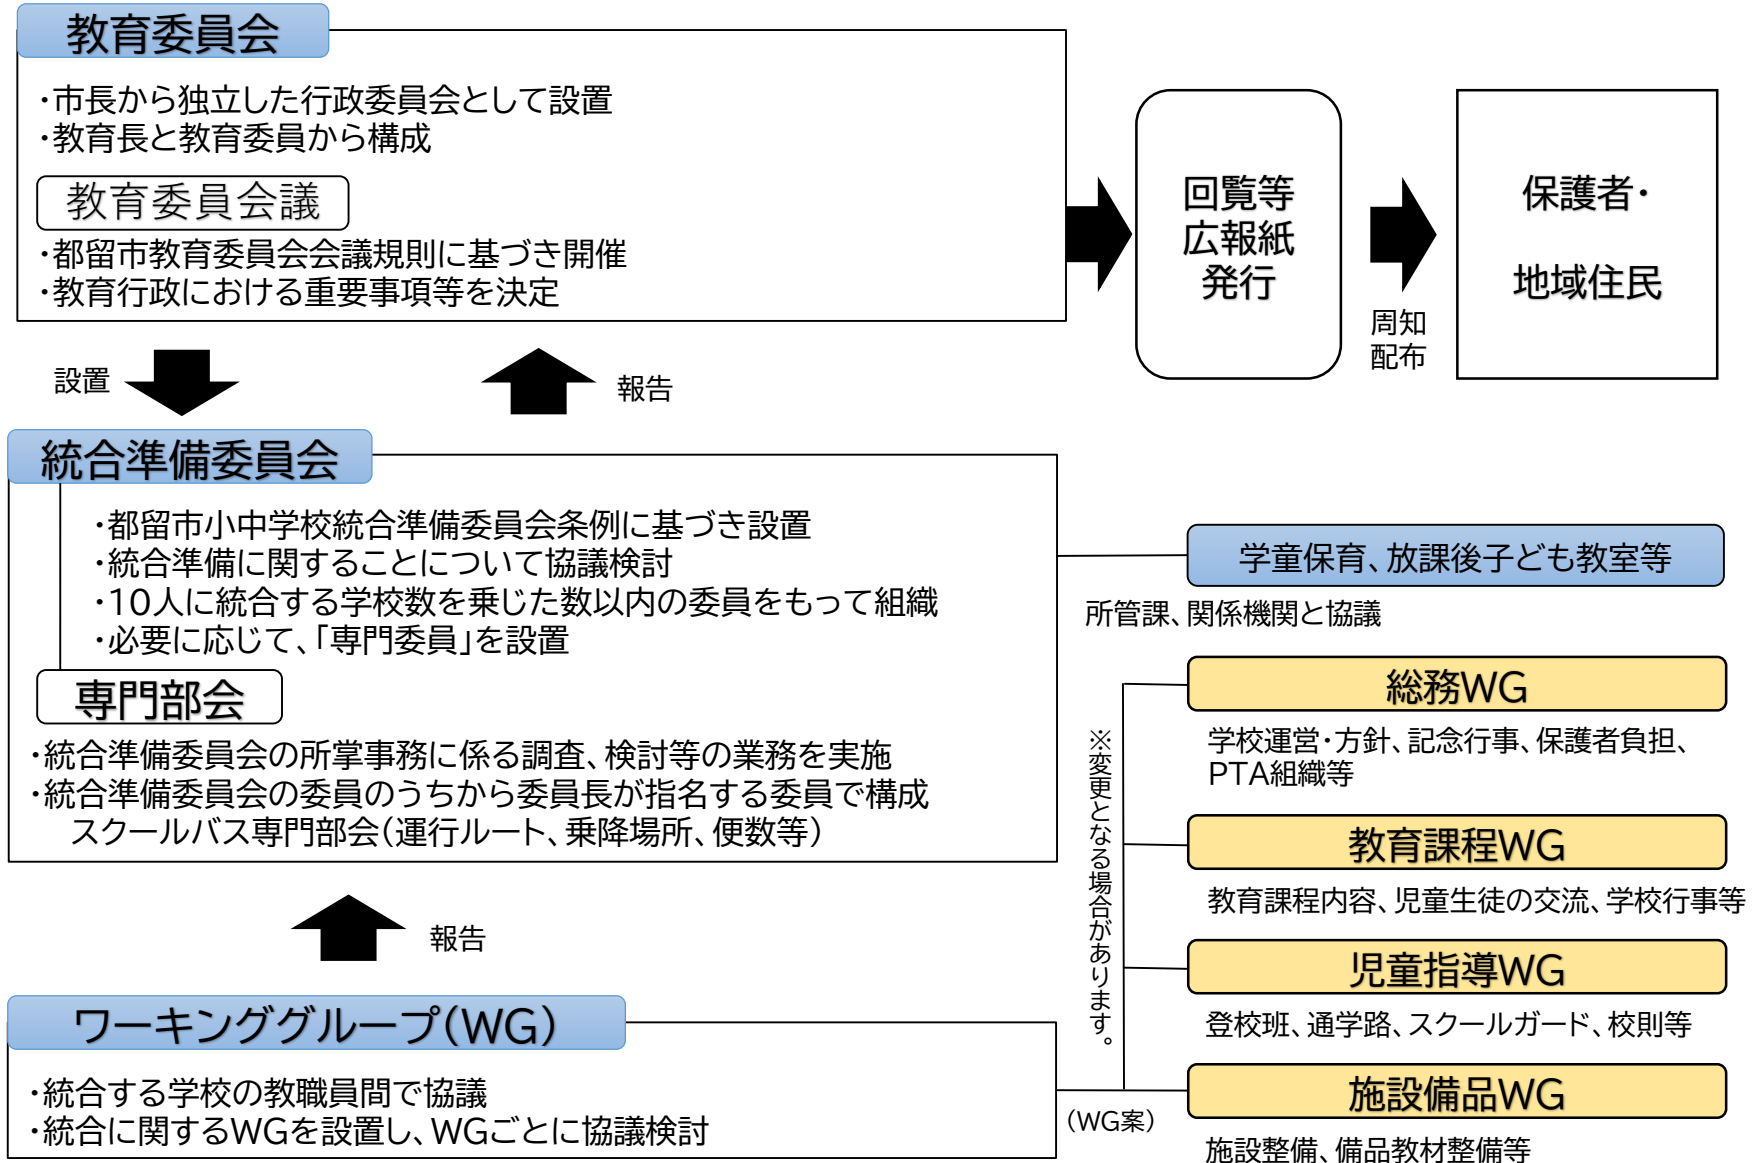 教育委員会
・市長から独立した行政委員会として設置
・教育長と教育委員から構成
教育委員会議
・都留市教育委員会会議規則に基づき開催
・教育行政における重要事項等を決定
回覧等
広報紙
発行
周知
配布
保護者・
地域住民
設置
報告
統合準備委員会
・都留市小中学校統合準備委員会条例に基づき設置
・統合準備に関することについて協議検討
・10人に統合する学校数を乗じた数以内の委員をもって組織
・必要に応じて、「専門委員」を設置
専門部会
・統合準備委員会の所掌事務に係る調査、検討等の業務を実施
・統合準備委員会の委員のうちから委員長が指名する委員で構成
スクールバス専門部会(運行ルート、乗降場所、便数等)
学童保育、放課後子ども教室等
所管課、関係機関と協議
報告
ワーキンググループ(WG)
・統合する学校の教職員間で協議
・統合に関するWGを設置し、WGごとに協議検討
(WG案)
※変更となる場合があります。
総務WG
学校運営・方針、記念行事、保護者負担、
PTA組織等
教育課程WG
教育課程内容、児童生徒の交流、学校行事等
児童指導WG
登校班、通学路、スクールガード、校則等
施設備品WG
施設整備、備品教材整備等